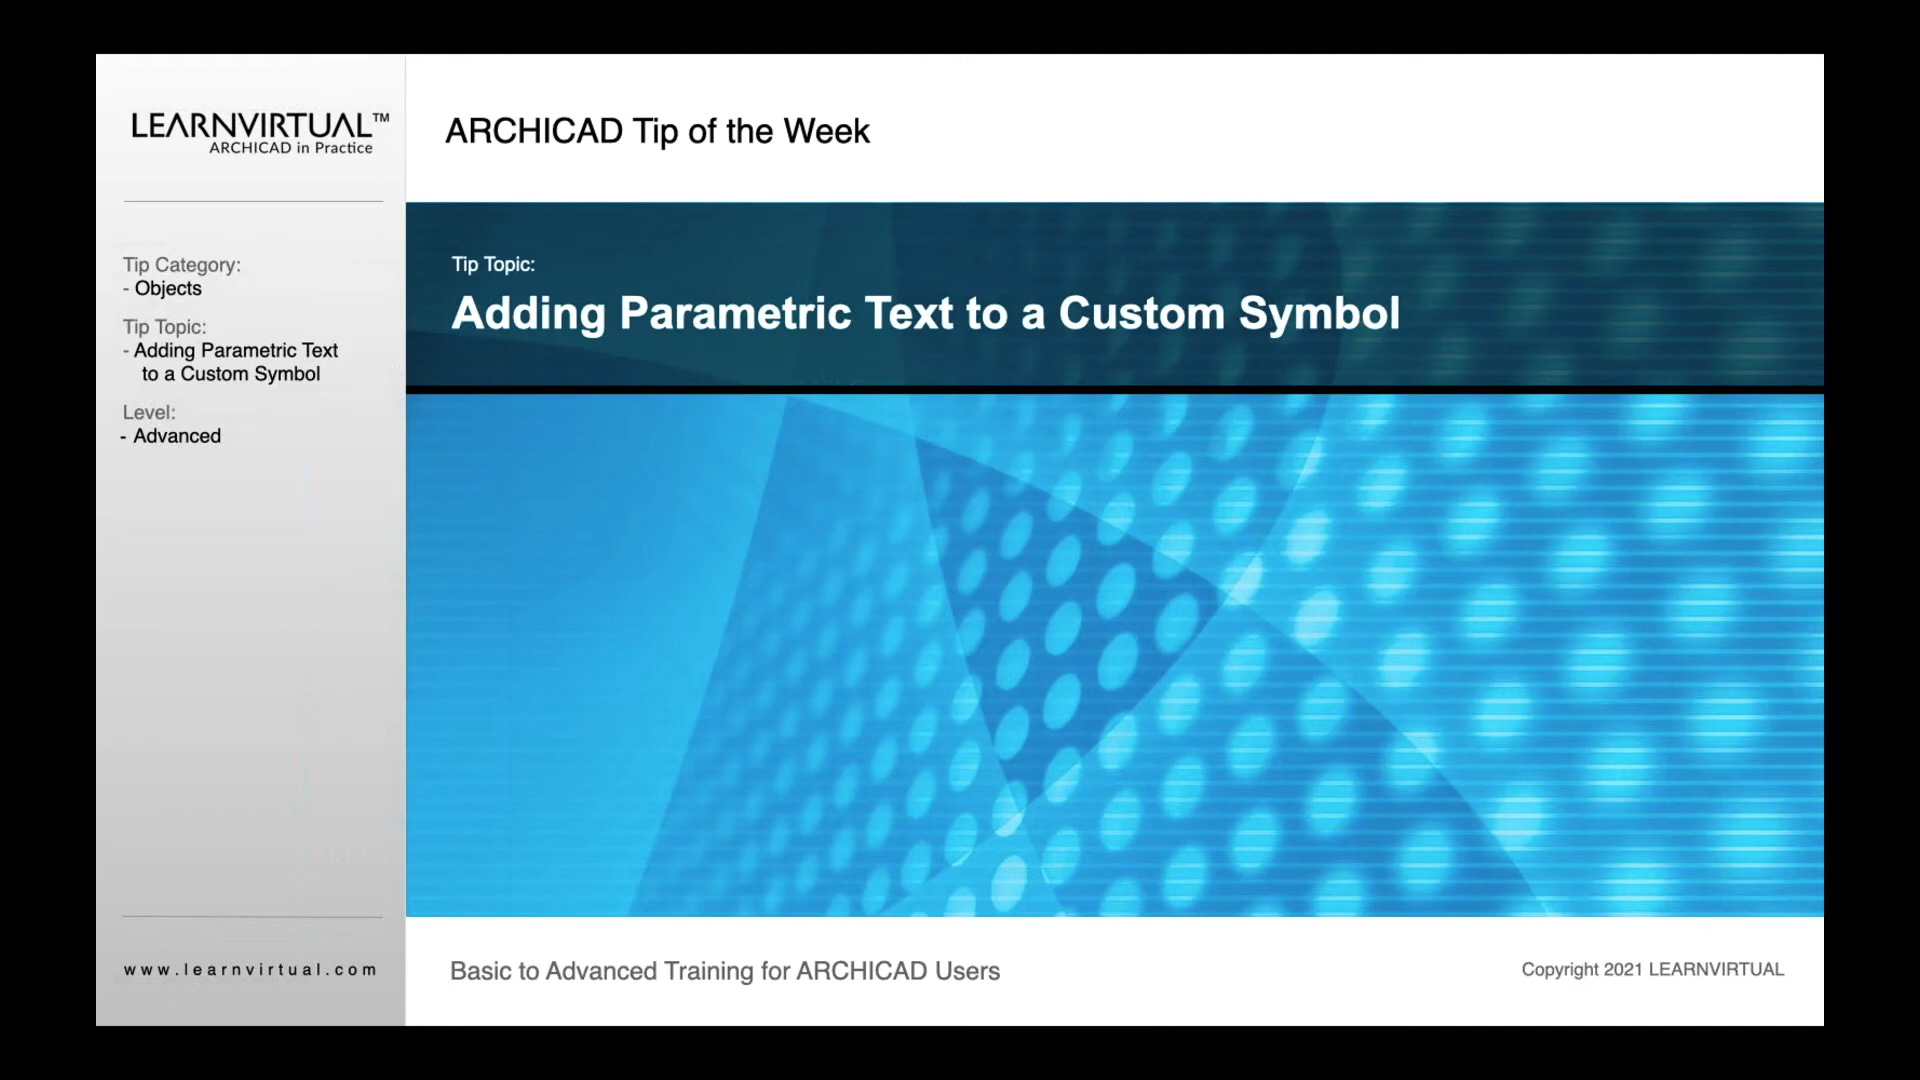 LEARNVIRTUAL™
ARCHICAD in Practice
Tip Category:
- Objects
Tip Topic:
- Adding Parametric Text
to a Custom Symbol
Level:
- Advanced
www.learnvirtual.com
ARCHICAD Tip of the Week
Tip Topic:
Adding Parametric Text to a Custom Symbol
Basic to Advanced Training for ARCHICAD Users
Copyright 2021 LEARNVIRTUAL